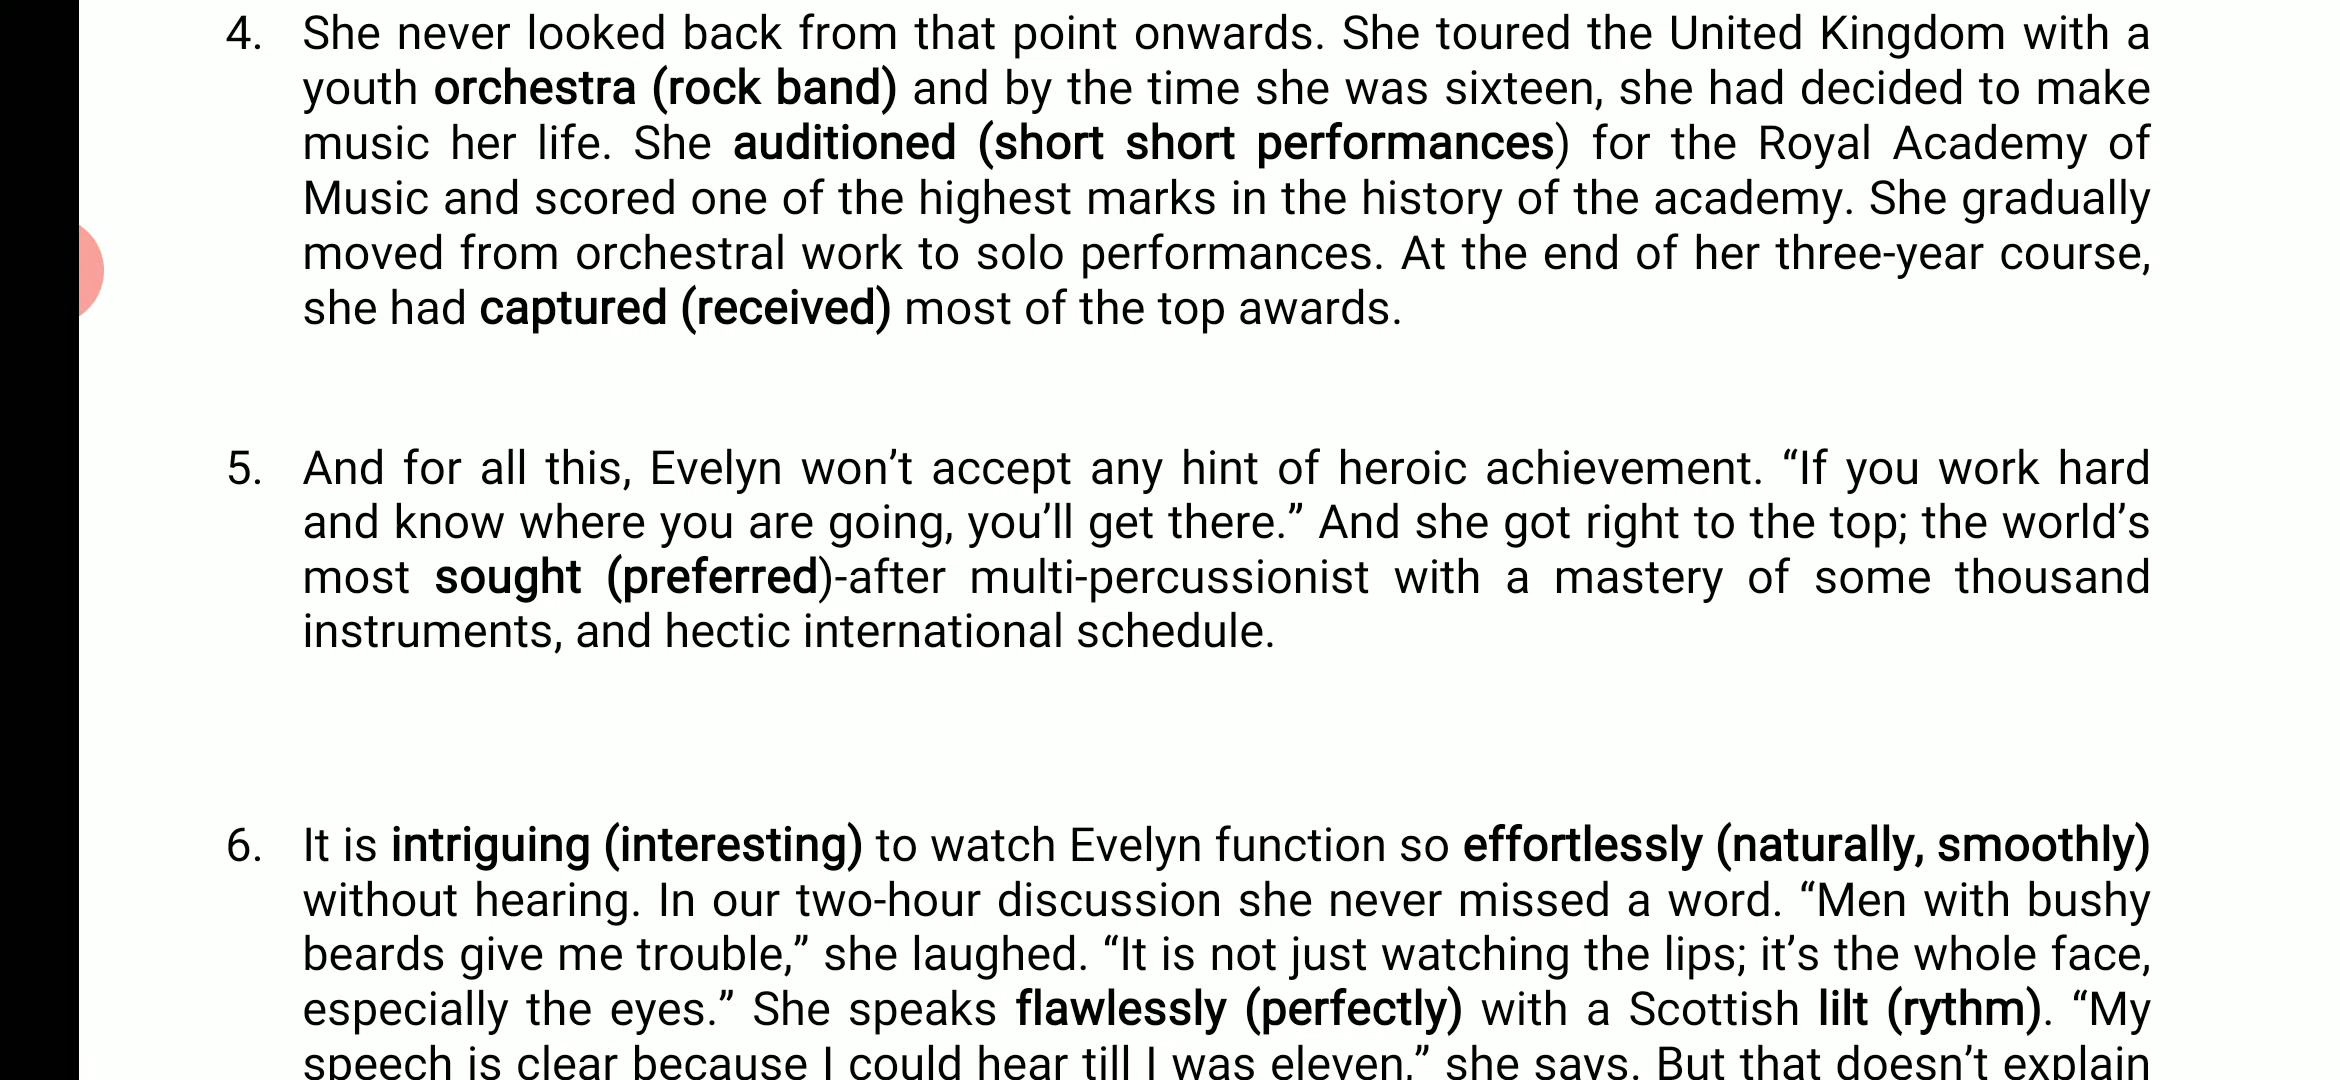 4. She never looked back from that point onwards. She toured the United Kingdom with a
youth orchestra (rock band) and by the time she was sixteen, she had decided to make
music her life. She auditioned (short short performances) for the Royal Academy of
Music and scored one of the highest marks in the history of the academy. She gradually
moved from orchestral work to solo performances. At the end of her three-year course,
she had captured (received) most of the top awards.
5. And for all this, Evelyn won’t accept any hint of heroic achievement. “If you work hard
and know where you are going, you’ll get there.” And she got right to the top; the world’s
most sought (preferred)-after multi-percussionist with a mastery of some thousand
instruments, and hectic international schedule.
6. It is intriguing (interesting) to watch Evelyn function so effortlessly (naturally, smoothly)
without hearing. In our two-hour discussion she never missed a word. “Men with bushy
beards give me trouble,” she laughed. “It is not just watching the lips; it’s the whole face,
especially the eyes.” She speaks flawlessly (perfectly) with a Scottish lilt (rythm). “My
speech is clear because I could hear till I was eleven,” she says. But that doesn’t explain